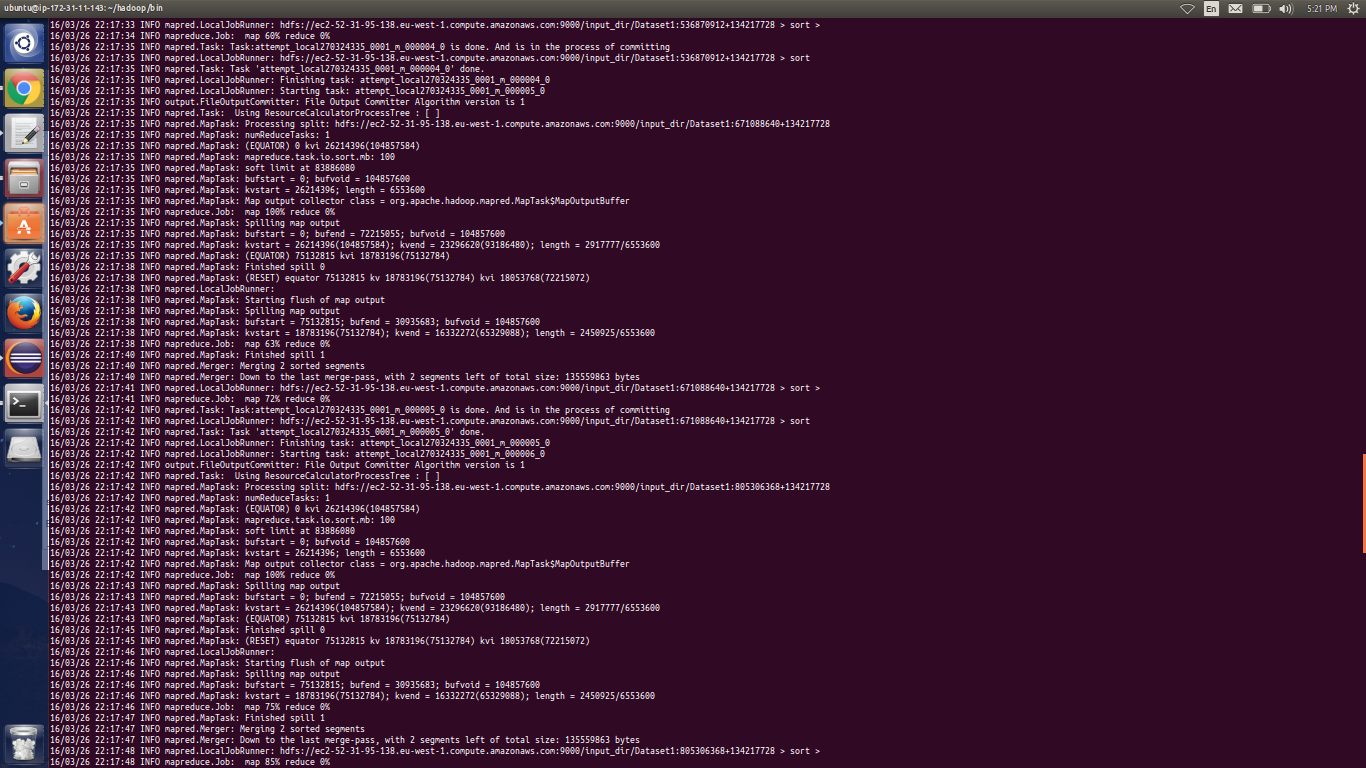 ubuntu@ip-172-31-11-143: ~/hadoop/bin
En
5:21 PM
16/03/26 22:17:33 INFO mapred.LocalJobRunner: hdfs://ec2-52-31-95-138.eu-west-1.compute.amazonaws.com:9000/input_dir/Dataset1:536870912+134217728 > sort >
16/03/26 22:17:34 INFO mapreduce.Job:  map 60% reduce 0%
16/03/26 22:17:35 INFO mapred.Task: Task:attempt_local270324335_0001_m_000004_0 is done. And is in the process of committing
16/03/26 22:17:35 INFO mapred.LocalJobRunner: hdfs://ec2-52-31-95-138.eu-west-1.compute.amazonaws.com:9000/input_dir/Dataset1:536870912+134217728 > sort
16/03/26 22:17:35 INFO mapred.Task: Task 'attempt_local270324335_0001_m_000004_0' done.
16/03/26 22:17:35 INFO mapred.LocalJobRunner: Finishing task: attempt_local270324335_0001_m_000004_0
16/03/26 22:17:35 INFO mapred.LocalJobRunner: Starting task: attempt_local270324335_0001_m_000005_0
16/03/26 22:17:35 INFO output.FileOutputCommitter: File Output Committer Algorithm version is 1
16/03/26 22:17:35 INFO mapred.Task:  Using ResourceCalculatorProcessTree : [ ]
16/03/26 22:17:35 INFO mapred.MapTask: Processing split: hdfs://ec2-52-31-95-138.eu-west-1.compute.amazonaws.com:9000/input_dir/Dataset1:671088640+134217728
16/03/26 22:17:35 INFO mapred.MapTask: numReduceTasks: 1
16/03/26 22:17:35 INFO mapred.MapTask: (EQUATOR) 0 kvi 26214396(104857584)
16/03/26 22:17:35 INFO mapred.MapTask: mapreduce.task.io.sort.mb: 100
16/03/26 22:17:35 INFO mapred.MapTask: soft limit at 83886080
16/03/26 22:17:35 INFO mapred.MapTask: bufstart = 0; bufvoid = 104857600
16/03/26 22:17:35 INFO mapred.MapTask: kvstart = 26214396; length = 6553600
16/03/26 22:17:35 INFO mapred.MapTask: Map output collector class = org.apache.hadoop.mapred.MapTask$MapOutputBuffer
16/03/26 22:17:35 INFO mapreduce.Job:  map 100% reduce 0%
16/03/26 22:17:35 INFO mapred.MapTask: Spilling map output
16/03/26 22:17:35 INFO mapred.MapTask: bufstart = 0; bufend = 72215055; bufvoid = 104857600
16/03/26 22:17:35 INFO mapred.MapTask: kvstart = 26214396(104857584); kvend = 23296620(93186480); length = 2917777/6553600
16/03/26 22:17:35 INFO mapred.MapTask: (EQUATOR) 75132815 kvi 18783196(75132784)
16/03/26 22:17:38 INFO mapred.MapTask: Finished spill 0
16/03/26 22:17:38 INFO mapred.MapTask: (RESET) equator 75132815 kv 18783196(75132784) kvi 18053768(72215072)
16/03/26 22:17:38 INFO mapred.LocalJobRunner:
16/03/26 22:17:38 INFO mapred.MapTask: Starting flush of map output
16/03/26 22:17:38 INFO mapred.MapTask: Spilling map output
16/03/26 22:17:38 INFO mapred.MapTask: bufstart = 75132815; bufend = 30935683; bufvoid = 104857600
16/03/26 22:17:38 INFO mapred.MapTask: kvstart = 18783196(75132784); kvend = 16332272(65329088); length = 2450925/6553600
16/03/26 22:17:38 INFO mapreduce.Job:  map 63% reduce 0%
16/03/26 22:17:40 INFO mapred.MapTask: Finished spill 1
16/03/26 22:17:40 INFO mapred.Merger: Merging 2 sorted segments
16/03/26 22:17:40 INFO mapred.Merger: Down to the last merge-pass, with 2 segments left of total size: 135559863 bytes
16/03/26 22:17:41 INFO mapred.LocalJobRunner: hdfs://ec2-52-31-95-138.eu-west-1.compute.amazonaws.com:9000/input_dir/Dataset1:671088640+134217728 > sort >
16/03/26 22:17:41 INFO mapreduce.Job:  map 72% reduce 0%
16/03/26 22:17:42 INFO mapred.Task: Task:attempt_local270324335_0001_m_000005_0 is done. And is in the process of committing
16/03/26 22:17:42 INFO mapred.LocalJobRunner: hdfs://ec2-52-31-95-138.eu-west-1.compute.amazonaws.com:9000/input_dir/Dataset1:671088640+134217728 > sort
16/03/26 22:17:42 INFO mapred.Task: Task 'attempt_local270324335_0001_m_000005_0' done.
16/03/26 22:17:42 INFO mapred.LocalJobRunner: Finishing task: attempt_local270324335_0001_m_000005_0
16/03/26 22:17:42 INFO mapred.LocalJobRunner: Starting task: attempt_local270324335_0001_m_000006_0
16/03/26 22:17:42 INFO output.FileOutputCommitter: File Output Committer Algorithm version is 1
16/03/26 22:17:42 INFO mapred.Task:  Using ResourceCalculatorProcessTree : [ ]
16/03/26 22:17:42 INFO mapred.MapTask: Processing split: hdfs://ec2-52-31-95-138.eu-west-1.compute.amazonaws.com:9000/input_dir/Dataset1:805306368+134217728
16/03/26 22:17:42 INFO mapred.MapTask: numReduceTasks: 1
16/03/26 22:17:42 INFO mapred.MapTask: (EQUATOR) 0 kvi 26214396(104857584)
16/03/26 22:17:42 INFO mapred.MapTask: mapreduce.task.io.sort.mb: 100
16/03/26 22:17:42 INFO mapred.MapTask: soft limit at 83886080
16/03/26 22:17:42 INFO mapred.MapTask: bufstart = 0; bufvoid = 104857600
16/03/26 22:17:42 INFO mapred.MapTask: kvstart = 26214396; length = 6553600
16/03/26 22:17:42 INFO mapred.MapTask: Map output collector class = org.apache.hadoop.mapred.MapTask$MapOutputBuffer
16/03/26 22:17:42 INFO mapreduce.Job:  map 100% reduce 0%
16/03/26 22:17:43 INFO mapred.MapTask: Spilling map output
16/03/26 22:17:43 INFO mapred.MapTask: bufstart = 0; bufend = 72215055; bufvoid = 104857600
16/03/26 22:17:43 INFO mapred.MapTask: kvstart = 26214396(104857584); kvend = 23296620(93186480); length = 2917777/6553600
16/03/26 22:17:43 INFO mapred.MapTask: (EQUATOR) 75132815 kvi 18783196(75132784)
16/03/26 22:17:45 INFO mapred.MapTask: Finished spill 0
16/03/26 22:17:45 INFO mapred.MapTask: (RESET) equator 75132815 kv 18783196(75132784) kvi 18053768(72215072)
16/03/26 22:17:46 INFO mapred.LocalJobRunner:
16/03/26 22:17:46 INFO mapred.MapTask: Starting flush of map output
16/03/26 22:17:46 INFO mapred.MapTask: Spilling map output
16/03/26 22:17:46 INFO mapred.MapTask: bufstart = 75132815; bufend = 30935683; bufvoid = 104857600
16/03/26 22:17:46 INFO mapred.MapTask: kvstart = 18783196(75132784); kvend = 16332272(65329088); length = 2450925/6553600
16/03/26 22:17:46 INFO mapreduce.Job:  map 75% reduce 0%
16/03/26 22:17:47 INFO mapred.MapTask: Finished spill 1
16/03/26 22:17:47 INFO mapred.Merger: Merging 2 sorted segments
16/03/26 22:17:47 INFO mapred.Merger: Down to the last merge-pass, with 2 segments left of total size: 135559863 bytes
16/03/26 22:17:48 INFO mapred.LocalJobRunner: hdfs://ec2-52-31-95-138.eu-west-1.compute.amazonaws.com:9000/input_dir/Dataset1:805306368+134217728 > sort >
16/03/26 22:17:48 INFO mapreduce.Job:  map 85% reduce 0%